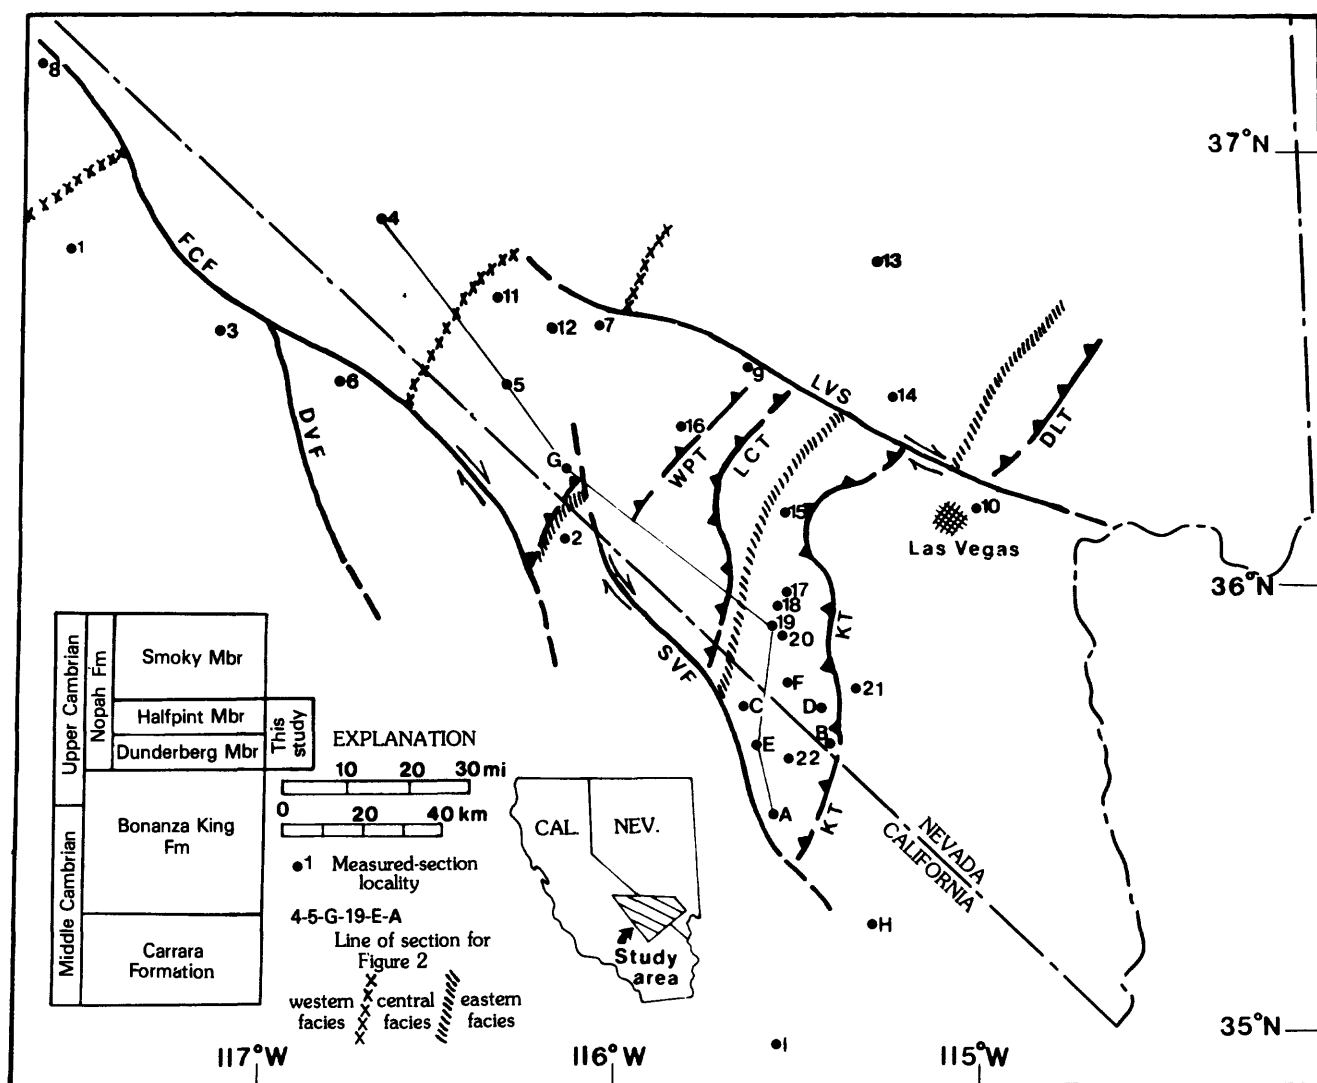 8
37°N
1
FCF
4
13
3
11
12
7
6
5
9
LVS
14
DVF
16
WPT
LCT
DLT
G
2
15
10
Las Vegas
36°N
17
18
19
20
KT
SVF
F
21
C
D
B
E
22
A
KT
NEVADA
CALIFORNIA
H
I
35°N
117°W
116°W
115°W
Upper Cambrian
Middle Cambrian
Nopah Fm
Smoky Mbr
Halfpint Mbr
Dunderberg Mbr
This
study
Bonanza King
Fm
Carrara
Formation
EXPLANATION
10 20 30 mi
0 20 40 km
1 Measured-section
locality
4-5-G-19-E-A
Line of section for
Figure 2
western facies
central facies
eastern facies
CAL.
NEV.
Study
area